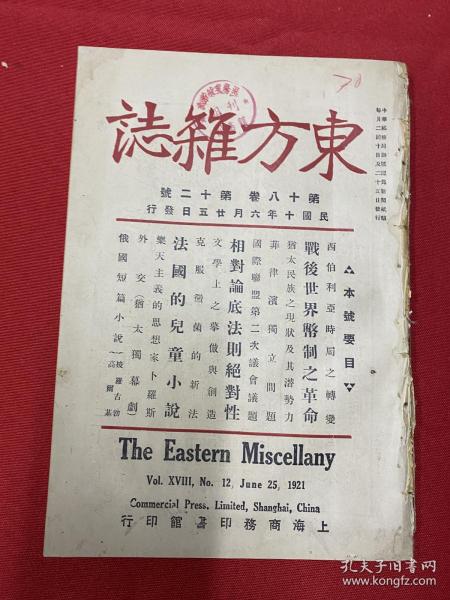 東方雜誌
第十八卷 第十二號
民國十年六月廿五日發行
本號要目
西伯利亞時局之轉變
戰後世界幣制之革命
猶太民族之現狀及其潛勢力
菲律濱獨立問題
國際聯盟第二次議會議題
相對論底法則絕對性
文學上之摹倣與創造
克服黴菌的新法
法國的兒童小說
樂天主義的思想家卜羅斯
外交(猶太獨幕劇)
俄國短篇小說
The Eastern Miscellany
Vol. XVIII, No. 12, June 25, 1921
Commercial Press, Limited, Shanghai, China
上海商務印書館印行
孔夫子旧书网
www.kongfz.com